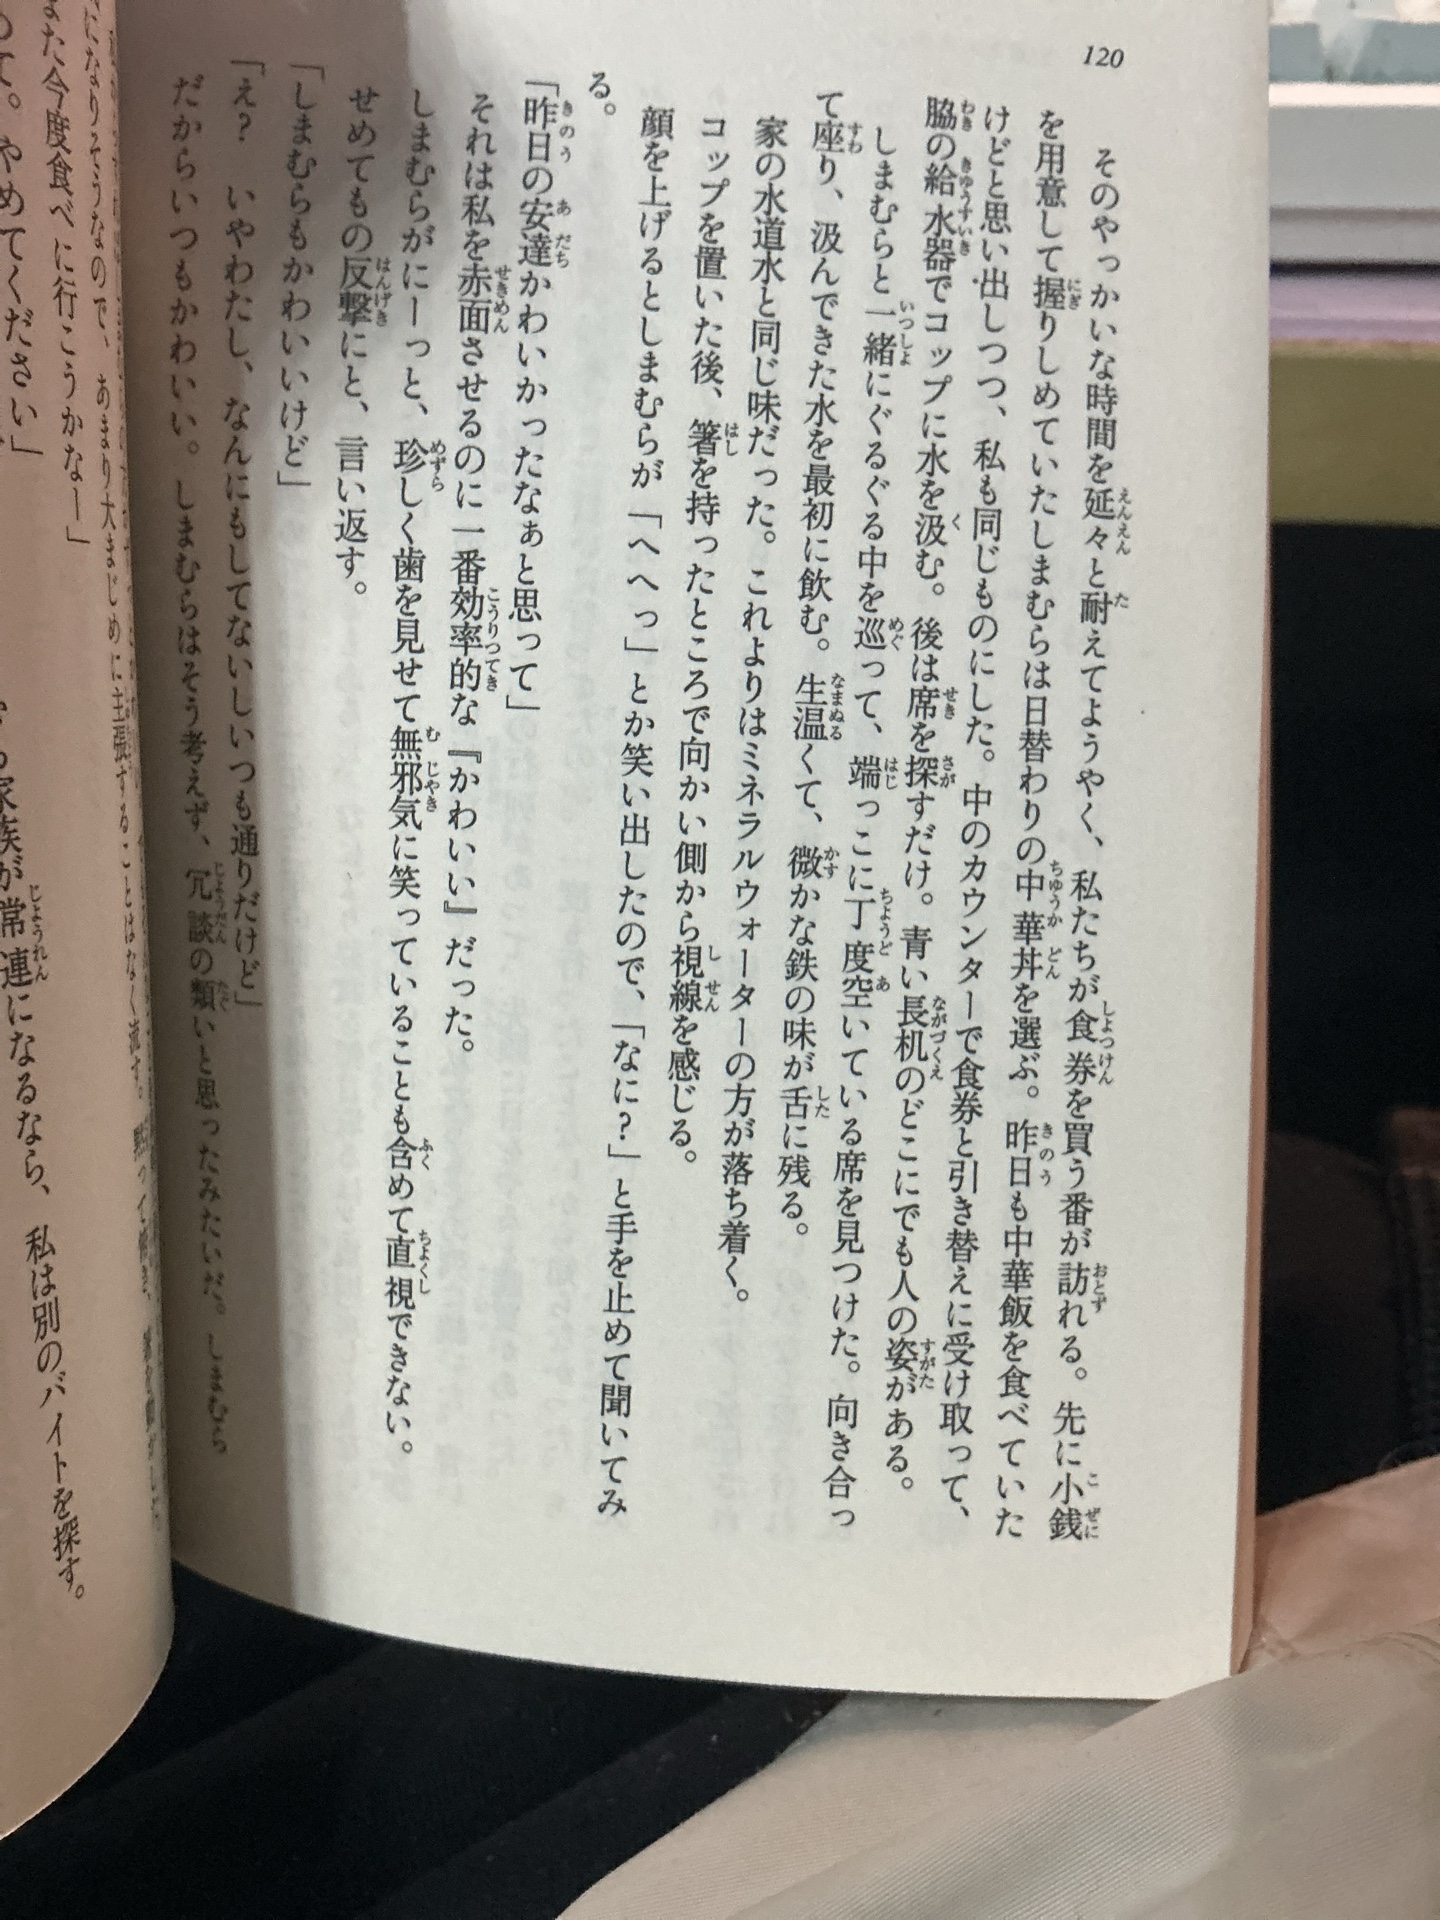 120
そのやっかいな時間を延々と耐えてようやく、私たちが食券を買う番が訪れる。先に小銭
を用意して握りしめていたしまむらは日替わりの中華丼を選ぶ。昨日も中華飯を食べていた
けどと思い出しつつ、私も同じものにした。中のカウンターで食券と引き替えに受け取って、
脇の給水器でコップに水を汲む。後は席を探すだけ。青い長机のどこにでも人の姿がある。
しまむらと一緒にぐるぐる中を巡って、端っこに丁度空いている席を見つけた。向き合っ
て座り、汲んできた水を最初に飲む。生温くて、微かな鉄の味が舌に残る。
家の水道水と同じ味だった。これよりはミネラルウォーターの方が落ち着く。
コップを置いた後、箸を持ったところで向かい側から視線を感じる。
顔を上げるとしまむらが「へへっ」とか笑い出したので、「なに？」と手を止めて聞いてみ
る。
「昨日の安達かわいかったなぁと思って」
それは私を赤面させるのに一番効率的な『かわいい』だった。
しまむらがにーっと、珍しく歯を見せて無邪気に笑っていることも含めて直視できない。
せめてもの反撃にと、言い返す。
「しまむらもかわいいけど」
「え？　いやわたし、なんにもしてないしいつも通りだけど」
だからいつもかわいい。しまむらはそう考えず、冗談の類いと思ったみたいだ。しまむら
になりそうなので、あまり大まじめに主張することはなく流す。
また今度食べに行こうかなー」
て。やめてください」
家族が常連になるなら、私は別のバイトを探す。